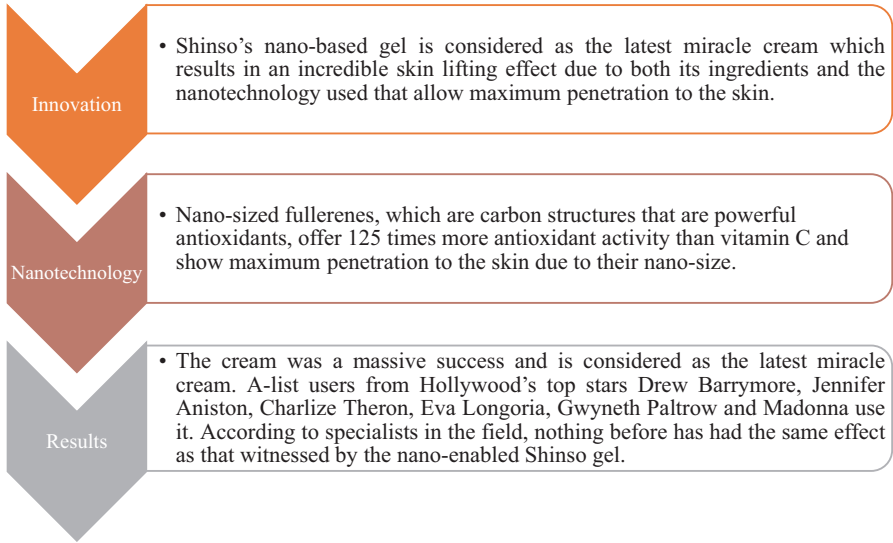 Innovation
• Shinso's nano-based gel is considered as the latest miracle cream which
results in an incredible skin lifting effect due to both its ingredients and the
nanotechnology used that allow maximum penetration to the skin.
Nanotechnology
• Nano-sized fullerenes, which are carbon structures that are powerful
antioxidants, offer 125 times more antioxidant activity than vitamin C and
show maximum penetration to the skin due to their nano-size.
Results
• The cream was a massive success and is considered as the latest miracle
cream. A-list users from Hollywood's top stars Drew Barrymore, Jennifer
Aniston, Charlize Theron, Eva Longoria, Gwyneth Paltrow and Madonna use
it. According to specialists in the field, nothing before has had the same effect
as that witnessed by the nano-enabled Shinso gel.